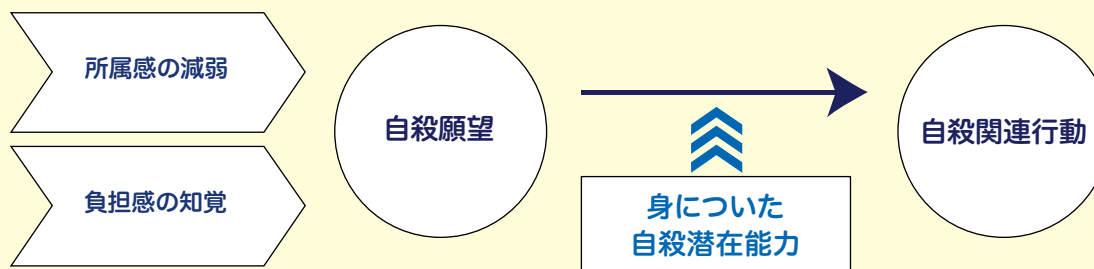 所属感の減弱
負担感の知覚
自殺願望
身についた
自殺潜在能力
自殺関連行動